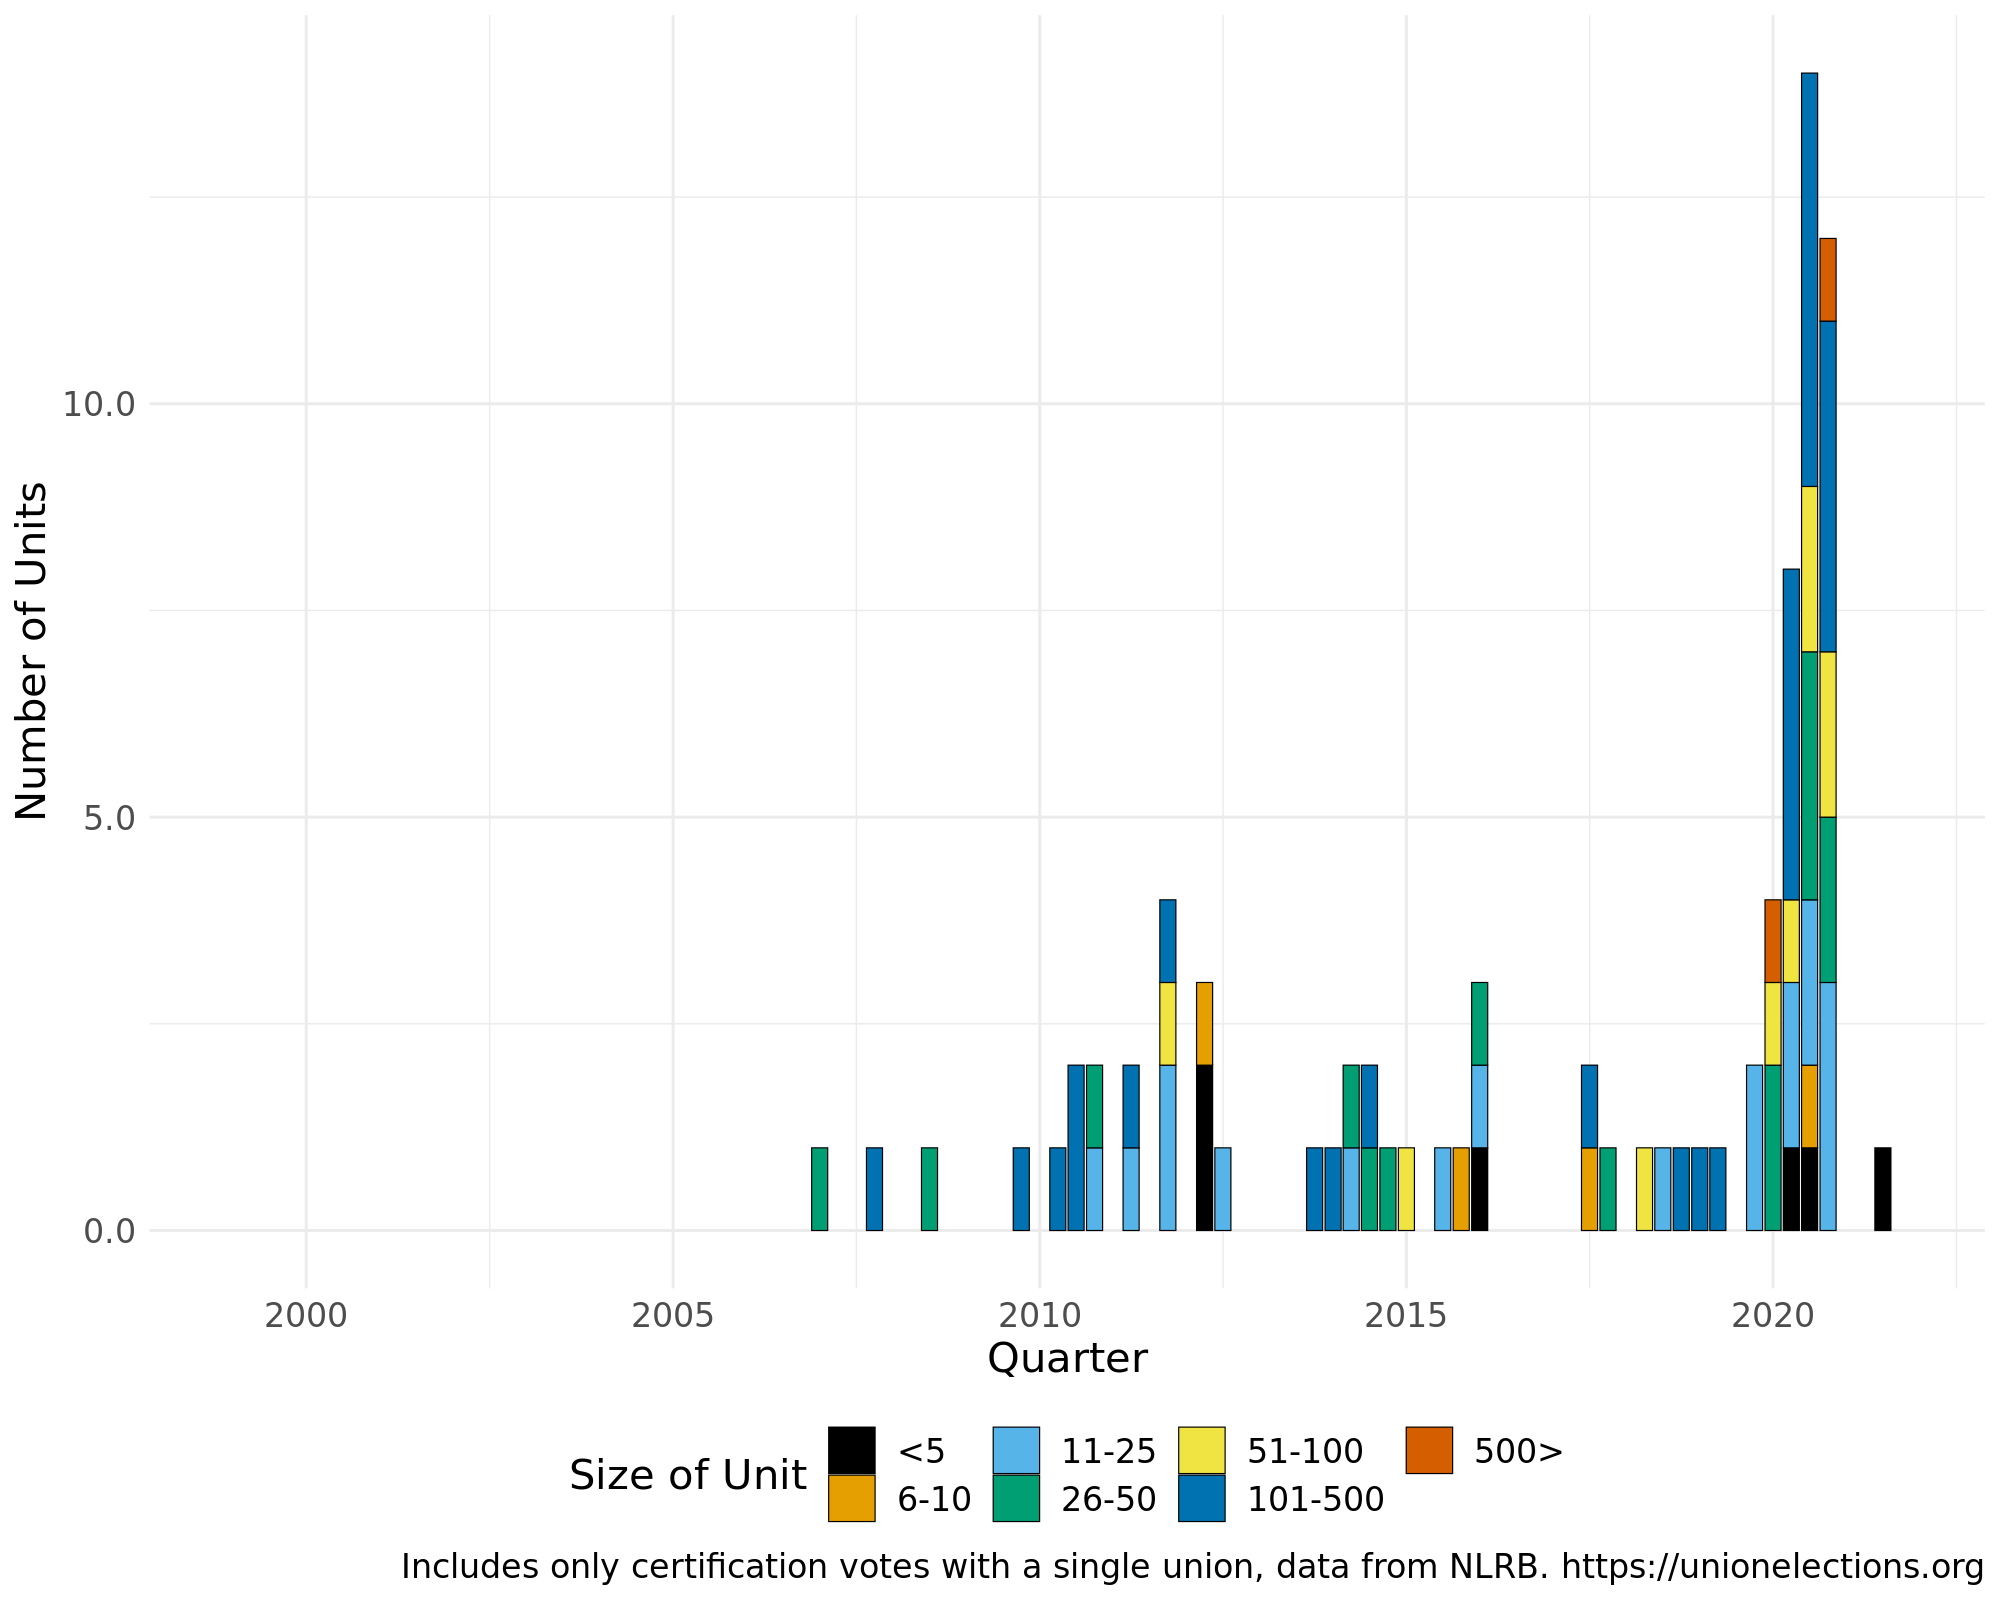 Number of Units
10.0
5.0
0.0
2000 2005 2010 2015 2020
Quarter
Size of Unit
<5 11-25 51-100 500>
6-10 26-50 101-500
Includes only certification votes with a single union, data from NLRB. https://unionelections.org